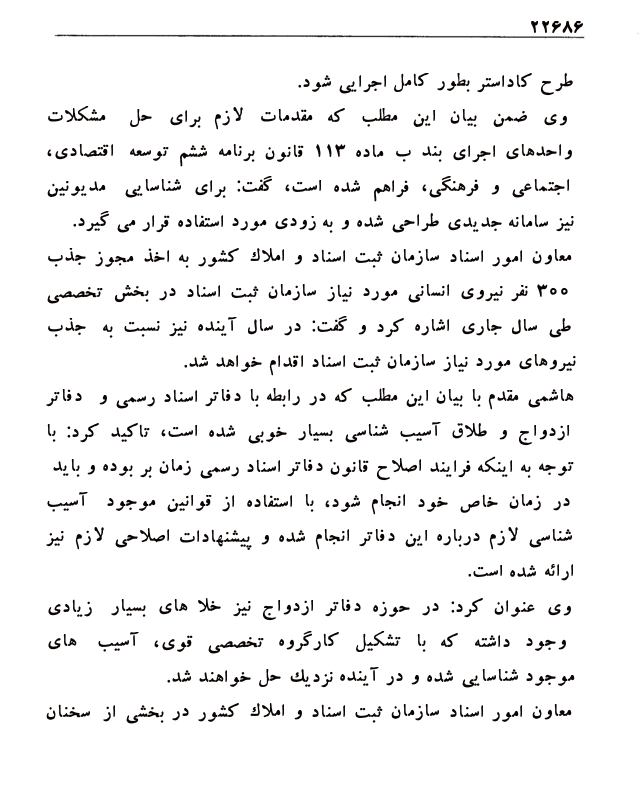 ۲۲۶۸۶
طرح کاداستر بطور کامل اجرایی شود.
وی ضمن بیان این مطلب که مقدمات لازم برای حل مشکلات
واحدهای اجرای بند ب ماده ۱۱۳ قانون برنامه ششم توسعه اقتصادی،
اجتماعی و فرهنگی، فراهم شده است، گفت: برای شناسایی مدیونین
نیز سامانه جدیدی طراحی شده و به زودی مورد استفاده قرار می گیرد.
معاون امور اسناد سازمان ثبت اسناد و املاک کشور به اخذ مجوز جذب
۳۰۰ نفر نیروی انسانی مورد نیاز سازمان ثبت اسناد در بخش تخصصی
طی سال جاری اشاره کرد و گفت: در سال آینده نیز نسبت به جذب
نیروهای مورد نیاز سازمان ثبت اسناد اقدام خواهد شد.
هاشمی مقدم با بیان این مطلب که در رابطه با دفاتر اسناد رسمی و دفاتر
ازدواج و طلاق آسیب شناسی بسیار خوبی شده است، تاکید کرد: با
توجه به اینکه فرایند اصلاح قانون دفاتر اسناد رسمی زمان بر بوده و باید
در زمان خاص خود انجام شود، با استفاده از قوانین موجود آسیب
شناسی لازم درباره این دفاتر انجام شده و پیشنهادات اصلاحی لازم نیز
ارائه شده است.
وی عنوان کرد: در حوزه دفاتر ازدواج نیز خلا های بسیار زیادی
وجود داشته که با تشکیل کارگروه تخصصی قوی، آسیب های
موجود شناسایی شده و در آینده نزدیک حل خواهند شد.
معاون امور اسناد سازمان ثبت اسناد و املاک کشور در بخشی از سخنان